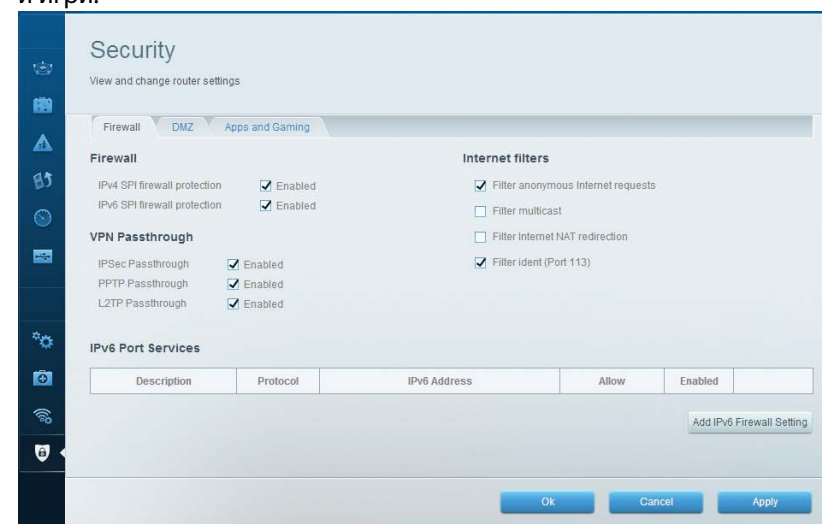 и игри.
Security
View and change router settings
Firewall DMZ Apps and Gaming
Firewall
IPv4 SPI firewall protection Enabled
IPv6 SPI firewall protection Enabled
VPN Passthrough
IPSec Passthrough Enabled
PPTP Passthrough Enabled
L2TP Passthrough Enabled
Internet filters
Filter anonymous Internet requests
Filter multicast
Filter Internet NAT redirection
Filter ident (Port 113)
IPv6 Port Services
Description Protocol IPv6 Address Allow Enabled
Add IPv6 Firewall Setting
Ok Cancel Apply